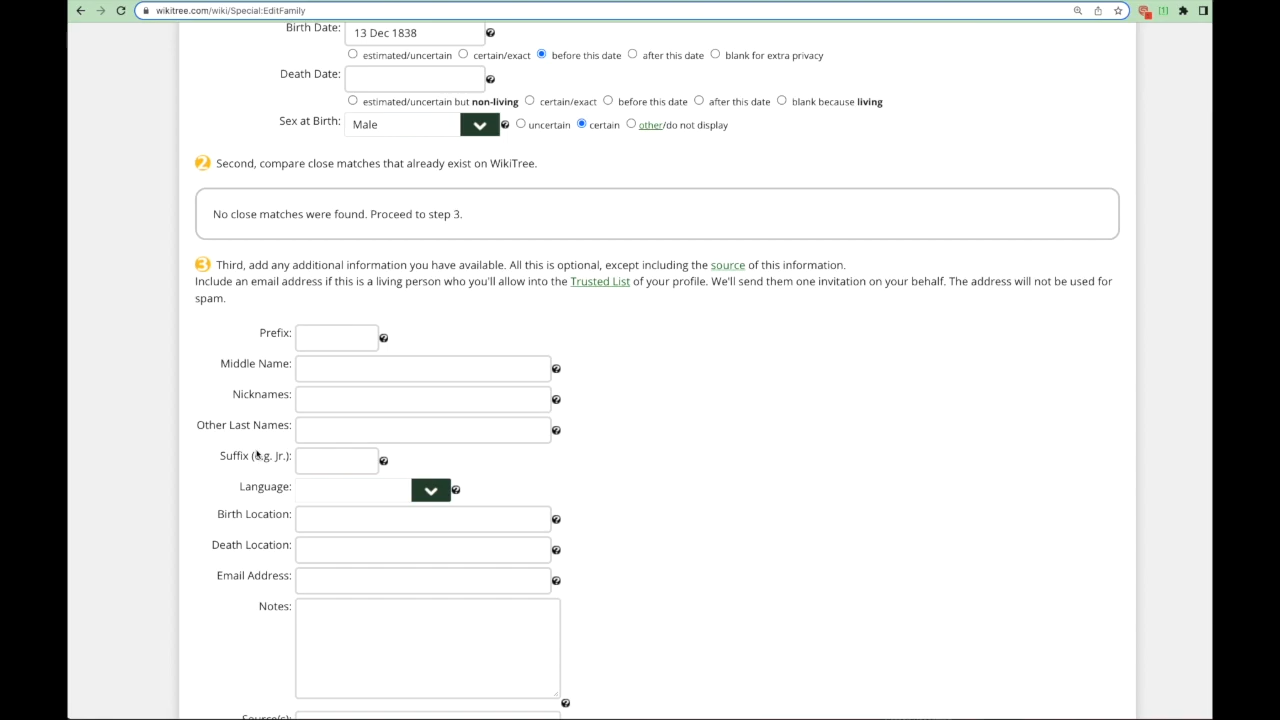 wikitree.com/wiki/Special:EditFamily
Birth Date: 13 Dec 1838
estimated/uncertain certain/exact before this date after this date blank for extra privacy
Death Date:
estimated/uncertain but non-living certain/exact before this date after this date blank because living
Sex at Birth: Male uncertain certain other/do not display
2 Second, compare close matches that already exist on WikiTree.
No close matches were found. Proceed to step 3.
3 Third, add any additional information you have available. All this is optional, except including the source of this information.
Include an email address if this is a living person who you'll allow into the Trusted List of your profile. We'll send them one invitation on your behalf. The address will not be used for
spam.
Prefix:
Middle Name:
Nicknames:
Other Last Names:
Suffix (e.g. Jr.):
Language:
Birth Location:
Death Location:
Email Address:
Notes:
Source(s):